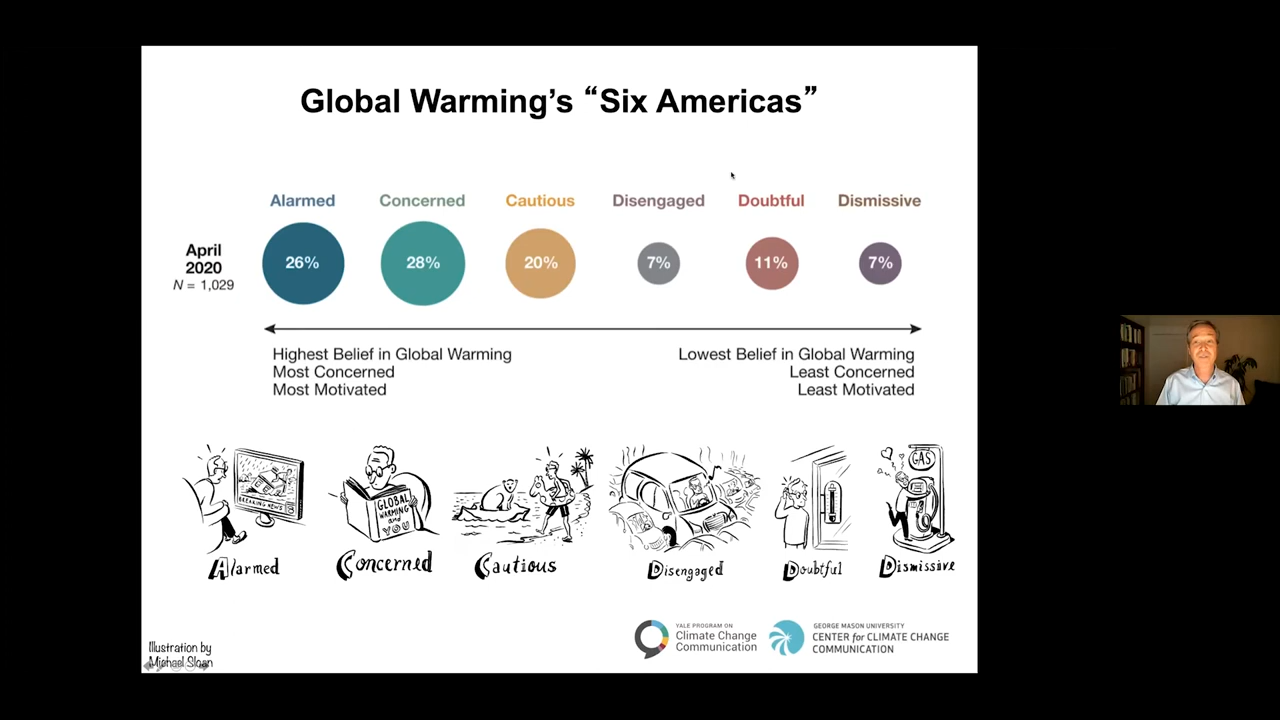 Global Warming’s “Six Americas”
Alarmed Concerned Cautious Disengaged Doubtful Dismissive
April
2020
N = 1,029
26% 28% 20% 7% 11% 7%
Highest Belief in Global Warming
Most Concerned
Most Motivated
Lowest Belief in Global Warming
Least Concerned
Least Motivated
BREAKING NEWS
GLOBAL
WARMING
and
YOU
GAS
Alarmed Concerned Cautious Disengaged Doubtful Dismissive
Illustration by
Michael Sloan
YALE PROGRAM ON
Climate Change
Communication
GEORGE MASON UNIVERSITY
CENTER for CLIMATE CHANGE
COMMUNICATION